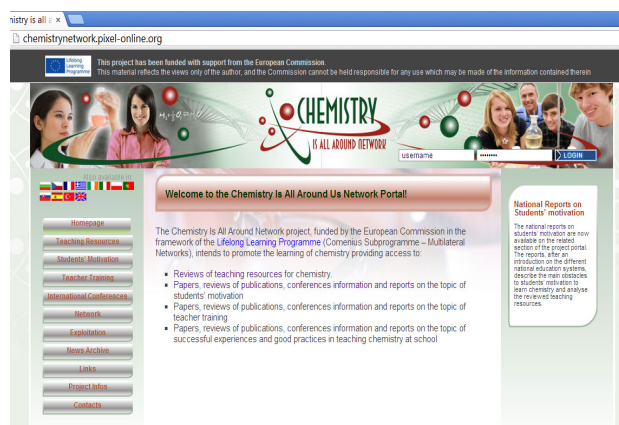 nistry is all a ×
chemistrynetwork.pixel-online.org
Lifelong
Learning
Programme
This project has been funded with support from the European Commission.
This material reflects the views only of the author, and the Commission cannot be held responsible for any use which may be made of the information contained therein
CHEMISTRY
IS ALL AROUND NETWORK
username
••••••••
LOGIN
Also available in:
Homepage
Teaching Resources
Students' Motivation
Teacher Training
International Conferences
Network
Exploitation
News Archive
Links
Project Infos
Contacts
Welcome to the Chemistry Is All Around Us Network Portal!
The Chemistry Is All Around Network project, funded by the European Commission in the
framework of the Lifelong Learning Programme (Comenius Subprogramme – Multilateral
Networks), intends to promote the learning of chemistry providing access to:
▪ Reviews of teaching resources for chemistry.
▪ Papers, reviews of publications, conferences information and reports on the topic of
students' motivation
▪ Papers, reviews of publications, conferences information and reports on the topic of
teacher training
▪ Papers, reviews of publications, conferences information and reports on the topic of
successful experiences and good practices in teaching chemistry at school
National Reports on
Students' motivation
The national reports on
students' motivation are now
available on the related
section of the project portal.
The reports, after an
introduction on the different
national education systems,
describe the main obstacles
to students' motivation to
learn chemistry and analyse
the reviewed teaching
resources.